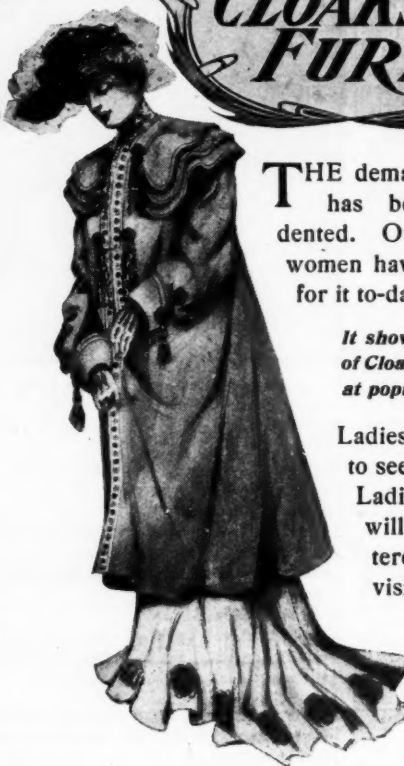 CLOAKS
FUR
THE dema
has be
dented. O
women hav
for it to-da
It show
of Cloa
at popu
Ladies
to see
Ladi
will
tere
visi